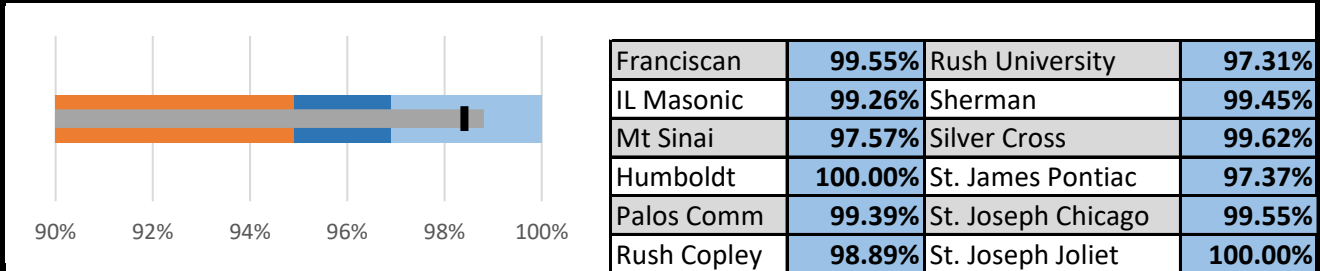 90% 92% 94% 96% 98% 100%
Franciscan 99.55% Rush University 97.31%
IL Masonic 99.26% Sherman 99.45%
Mt Sinai 97.57% Silver Cross 99.62%
Humboldt 100.00% St. James Pontiac 97.37%
Palos Comm 99.39% St. Joseph Chicago 99.55%
Rush Copley 98.89% St. Joseph Joliet 100.00%